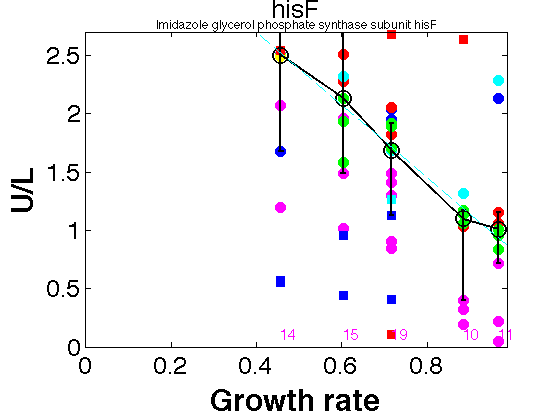 hisF
Imidazole glycerol phosphate synthase subunit hisF
2.5
2
1.5
1
0.5
0
U/L
14 15 9 10 11
0 0.2 0.4 0.6 0.8
Growth rate